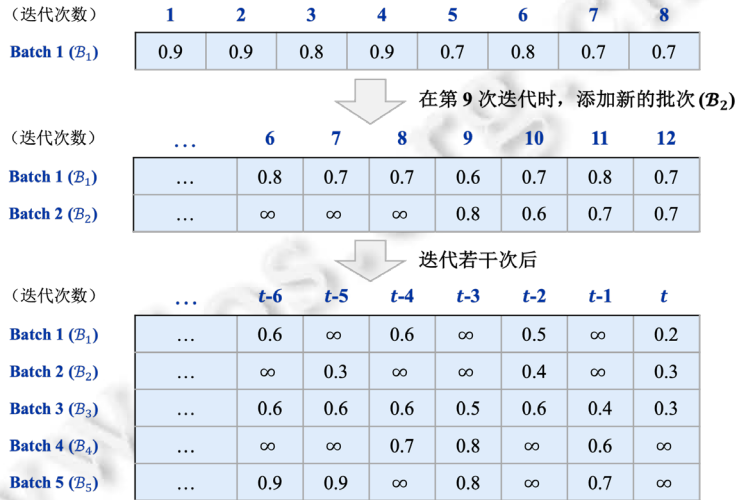 （迭代次数） 1 2 3 4 5 6 7 8
Batch 1 (ℬ₁) 0.9 0.9 0.8 0.9 0.7 0.8 0.7 0.7
在第 9 次迭代时，添加新的批次(ℬ₂)
（迭代次数） … 6 7 8 9 10 11 12
Batch 1 (ℬ₁) … 0.8 0.7 0.7 0.6 0.7 0.8 0.7
Batch 2 (ℬ₂) … ∞ ∞ ∞ 0.8 0.6 0.7 0.7
迭代若干次后
（迭代次数） … t-6 t-5 t-4 t-3 t-2 t-1 t
Batch 1 (ℬ₁) … 0.6 ∞ 0.6 ∞ 0.5 ∞ 0.2
Batch 2 (ℬ₂) … ∞ 0.3 ∞ ∞ 0.4 ∞ 0.3
Batch 3 (ℬ₃) … 0.6 0.6 0.6 0.5 0.6 0.4 0.3
Batch 4 (ℬ₄) … ∞ ∞ 0.7 0.8 ∞ 0.6 ∞
Batch 5 (ℬ₅) … 0.9 0.9 ∞ 0.8 ∞ 0.7 ∞